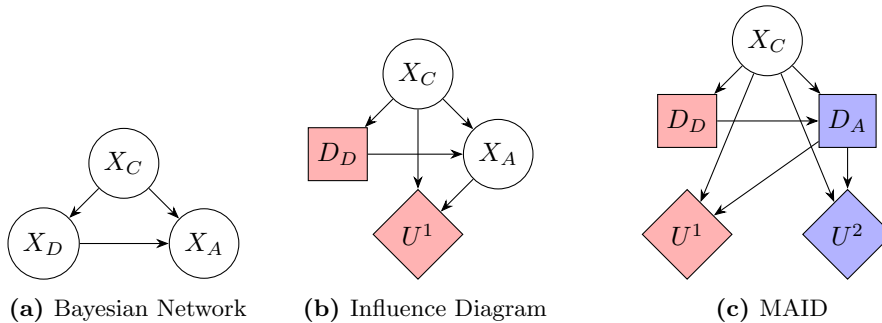 X_C
X_D
X_A
(a) Bayesian Network
X_C
D_D
X_A
U^1
(b) Influence Diagram
X_C
D_D
D_A
U^1
U^2
(c) MAID